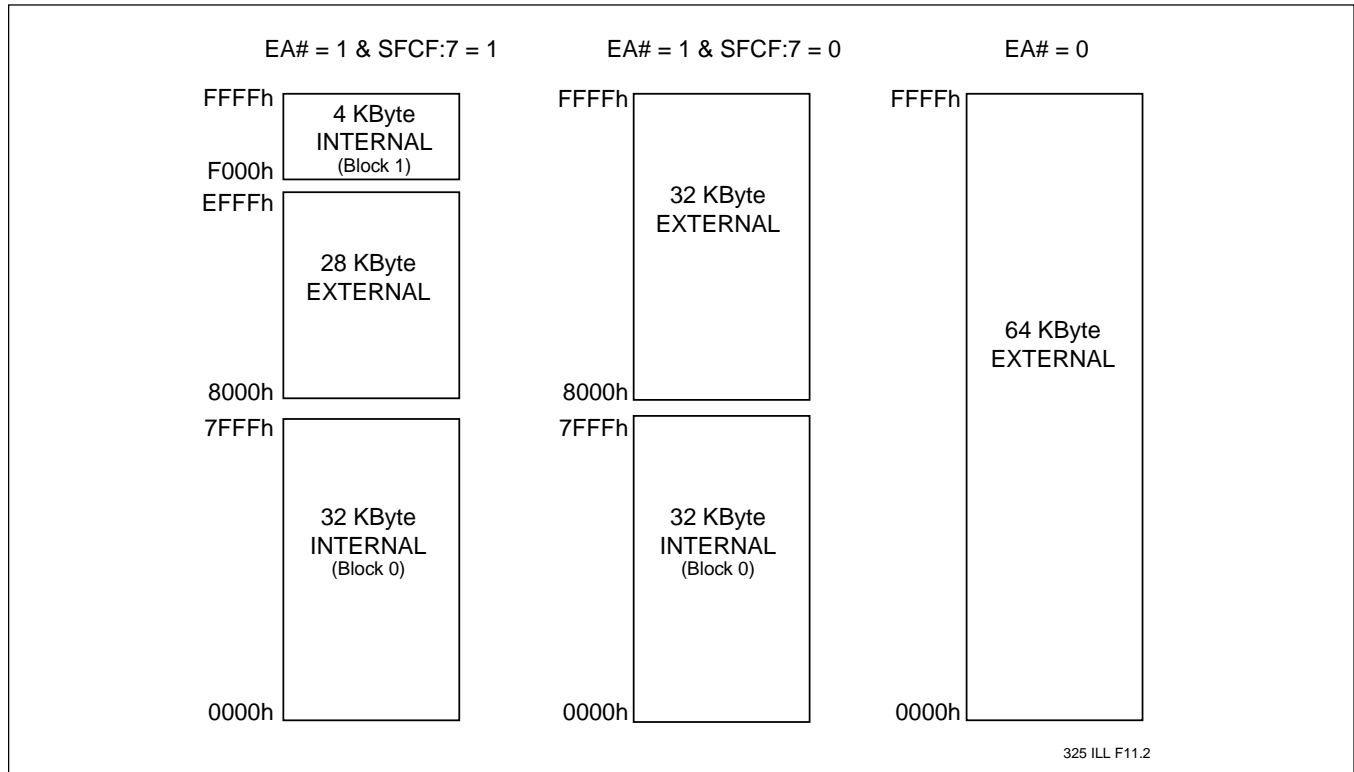 EA# = 1 & SFCF:7 = 1
FFFFh
4 KByte
INTERNAL
(Block 1)
F000h
EFFFh
28 KByte
EXTERNAL
8000h
7FFFh
32 KByte
INTERNAL
(Block 0)
0000h
EA# = 1 & SFCF:7 = 0
FFFFh
32 KByte
EXTERNAL
8000h
7FFFh
32 KByte
INTERNAL
(Block 0)
0000h
EA# = 0
FFFFh
64 KByte
EXTERNAL
0000h
325 ILL F11.2